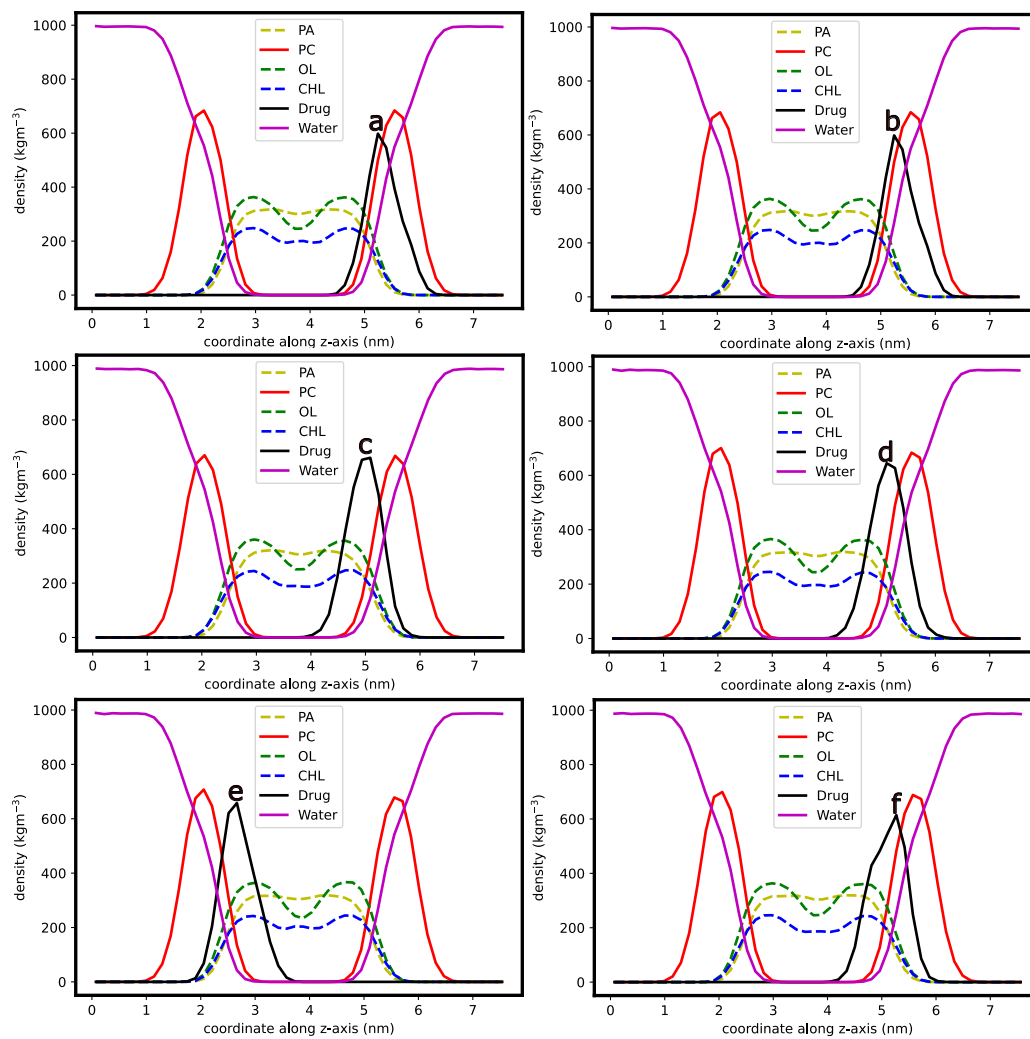 1000
800
600
400
200
0
density (kgm⁻³)
PA
PC
OL
CHL
Drug
Water
a
0 1 2 3 4 5 6 7
coordinate along z-axis (nm)
1000
800
600
400
200
0
density (kgm⁻³)
PA
PC
OL
CHL
Drug
Water
b
0 1 2 3 4 5 6 7
coordinate along z-axis (nm)
1000
800
600
400
200
0
density (kgm⁻³)
PA
PC
OL
CHL
Drug
Water
c
0 1 2 3 4 5 6 7
coordinate along z-axis (nm)
1000
800
600
400
200
0
density (kgm⁻³)
PA
PC
OL
CHL
Drug
Water
d
0 1 2 3 4 5 6 7
coordinate along z-axis (nm)
1000
800
600
400
200
0
density (kgm⁻³)
PA
PC
OL
CHL
Drug
Water
e
0 1 2 3 4 5 6 7
coordinate along z-axis (nm)
1000
800
600
400
200
0
density (kgm⁻³)
PA
PC
OL
CHL
Drug
Water
f
0 1 2 3 4 5 6 7
coordinate along z-axis (nm)